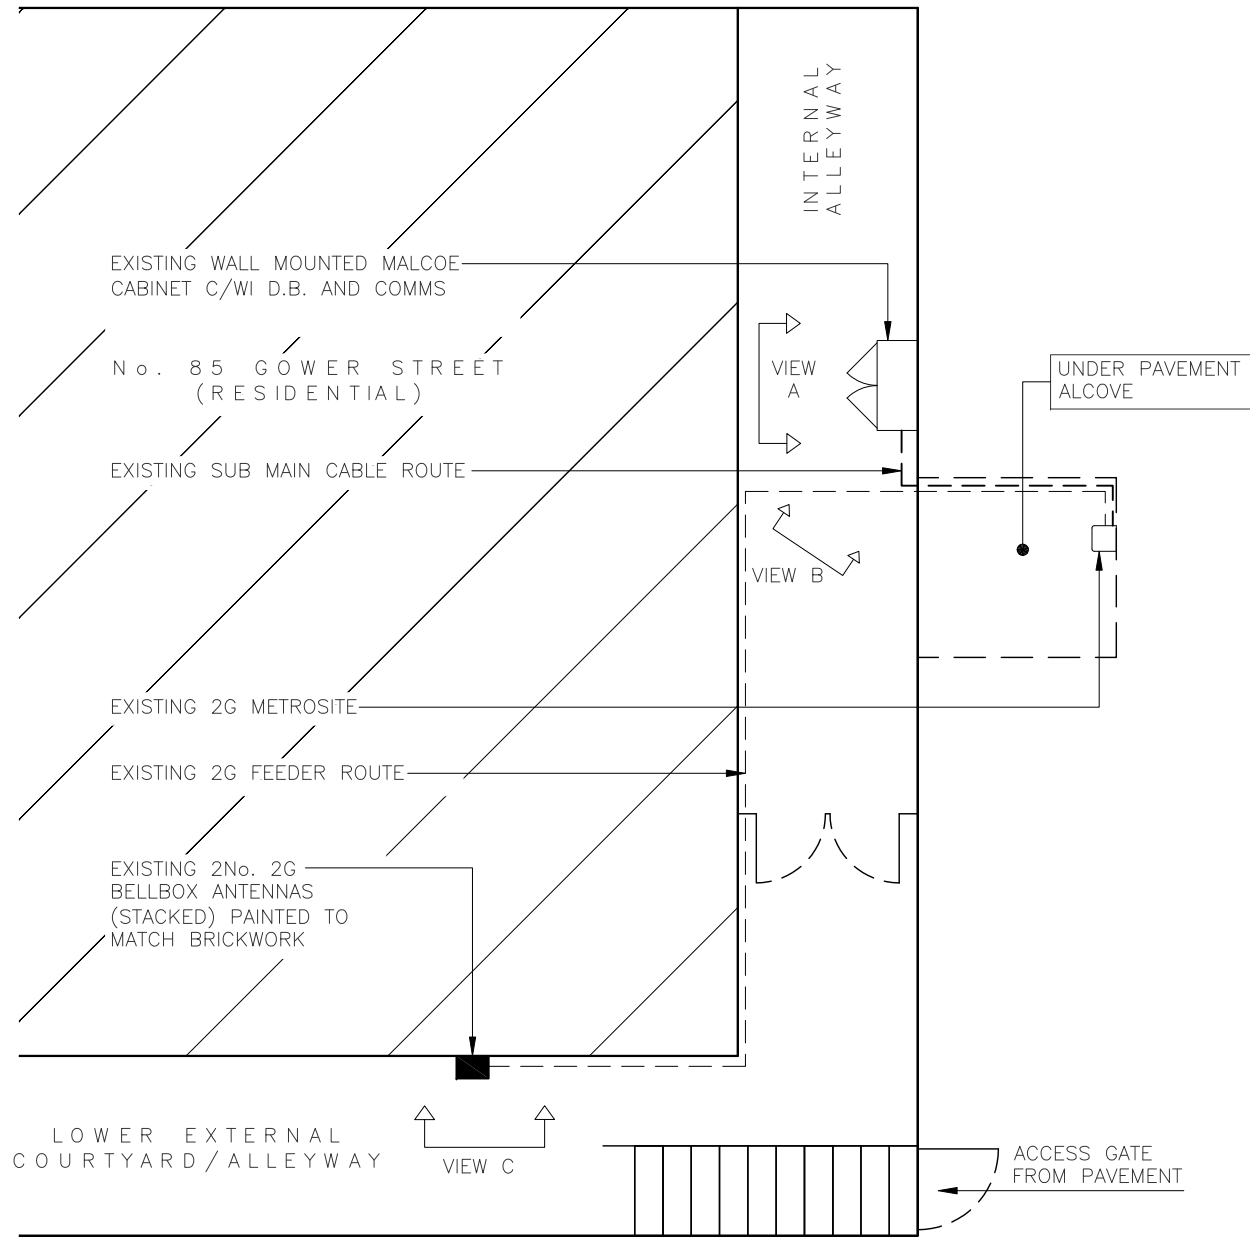 INTERNAL
ALLEYWAY
EXISTING WALL MOUNTED MALCOE
CABINET C/WI D.B. AND COMMS
No. 85 GOWER STREET
(RESIDENTIAL)
VIEW
A
UNDER PAVEMENT
ALCOVE
EXISTING SUB MAIN CABLE ROUTE
VIEW B
EXISTING 2G METROSITE
EXISTING 2G FEEDER ROUTE
EXISTING 2No. 2G
BELLBOX ANTENNAS
(STACKED) PAINTED TO
MATCH BRICKWORK
LOWER EXTERNAL
COURTYARD/ALLEYWAY
VIEW C
ACCESS GATE
FROM PAVEMENT